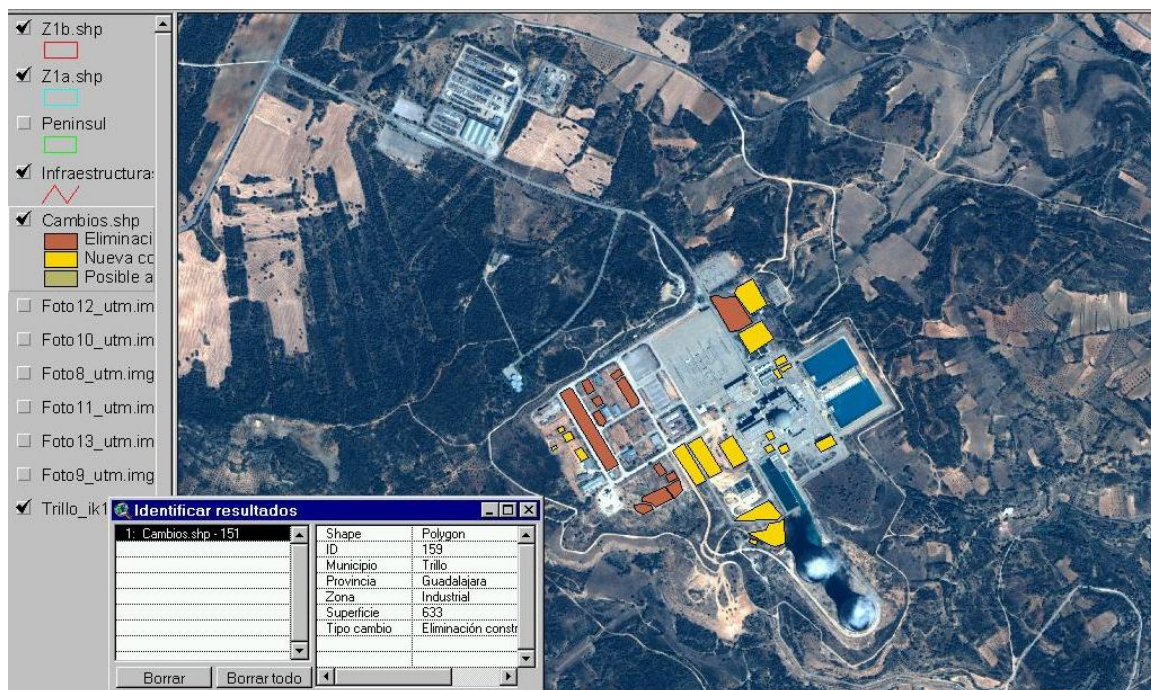 Z1b.shp
Z1a.shp
Peninsul
Infraestructura:
Cambios.shp
Eliminaci
Nueva co
Posible a
Foto12_utm.im
Foto10_utm.im
Foto8_utm.img
Foto11_utm.im
Foto13_utm.im
Foto9_utm.img
Trillo_ik1
Identificar resultados
1: Cambios.shp - 151
Shape Polygon
ID 159
Municipio Trillo
Provincia Guadalajara
Zona Industrial
Superficie 633
Tipo cambio Eliminación constr
Borrar Borrar todo